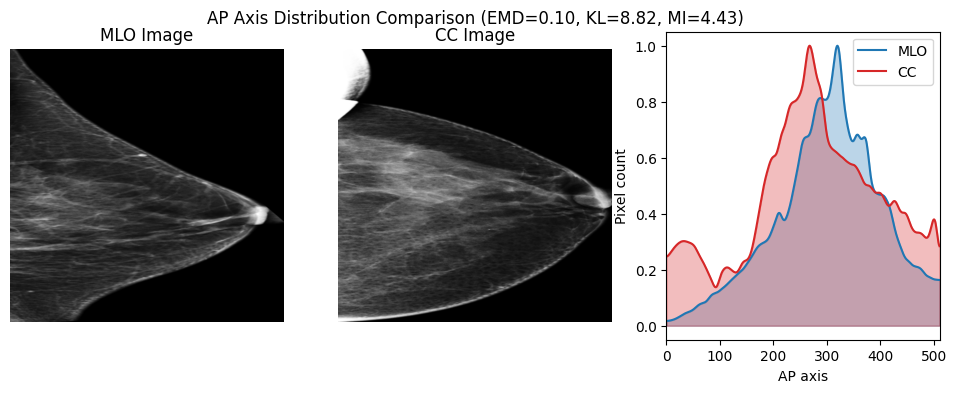 AP Axis Distribution Comparison (EMD=0.10, KL=8.82, MI=4.43)
MLO Image
CC Image
MLO
CC
Pixel count
1.0
0.8
0.6
0.4
0.2
0.0
0 100 200 300 400 500
AP axis